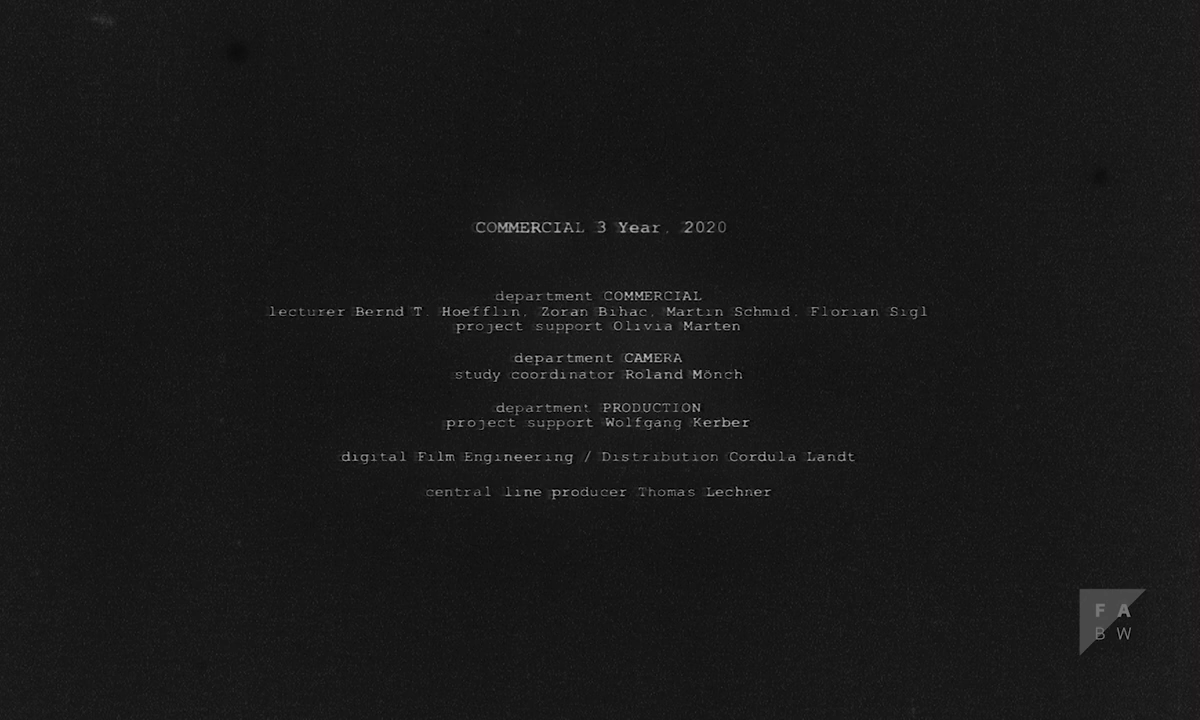 COMMERCIAL 3 Year, 2020
department COMMERCIAL
lecturer Bernd T. Hoefflin, Zoran Bihac, Martin Schmid, Florian Sigl
project support Olivia Marten
department CAMERA
study coordinator Roland Mönch
department PRODUCTION
project support Wolfgang Kerber
digital Film Engineering / Distribution Cordula Landt
central line producer Thomas Lechner
F A
B W